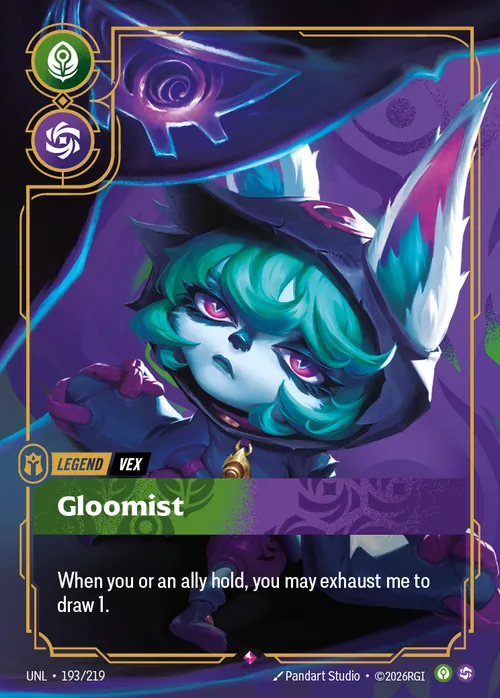 LEGEND VEX
Gloomist
When you or an ally hold, you may exhaust me to
draw 1.
UNL • 193/219 Pandart Studio • ©2026RGI